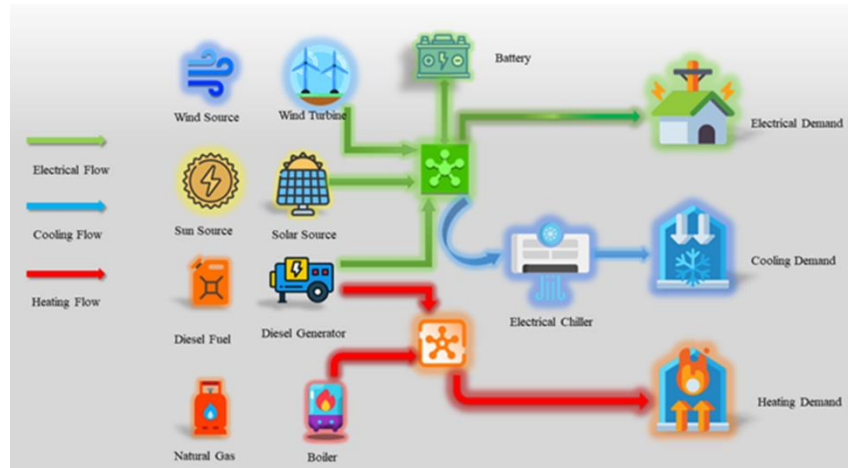 Battery
Wind Source
Wind Turbine
Electrical Demand
Electrical Flow
Sun Source
Solar Source
Cooling Flow
Cooling Demand
Heating Flow
Electrical Chiller
Diesel Fuel
Diesel Generator
Heating Demand
Natural Gas
Boiler